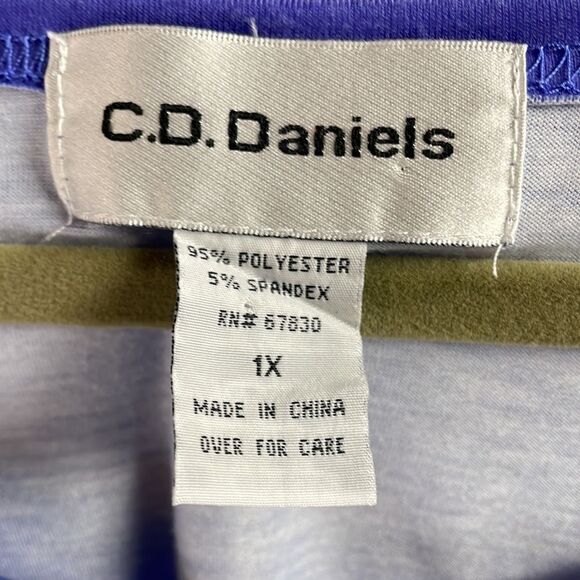 C.D. Daniels
95% POLYESTER
5% SPANDEX
RN# 67830
1X
MADE IN CHINA
OVER FOR CARE